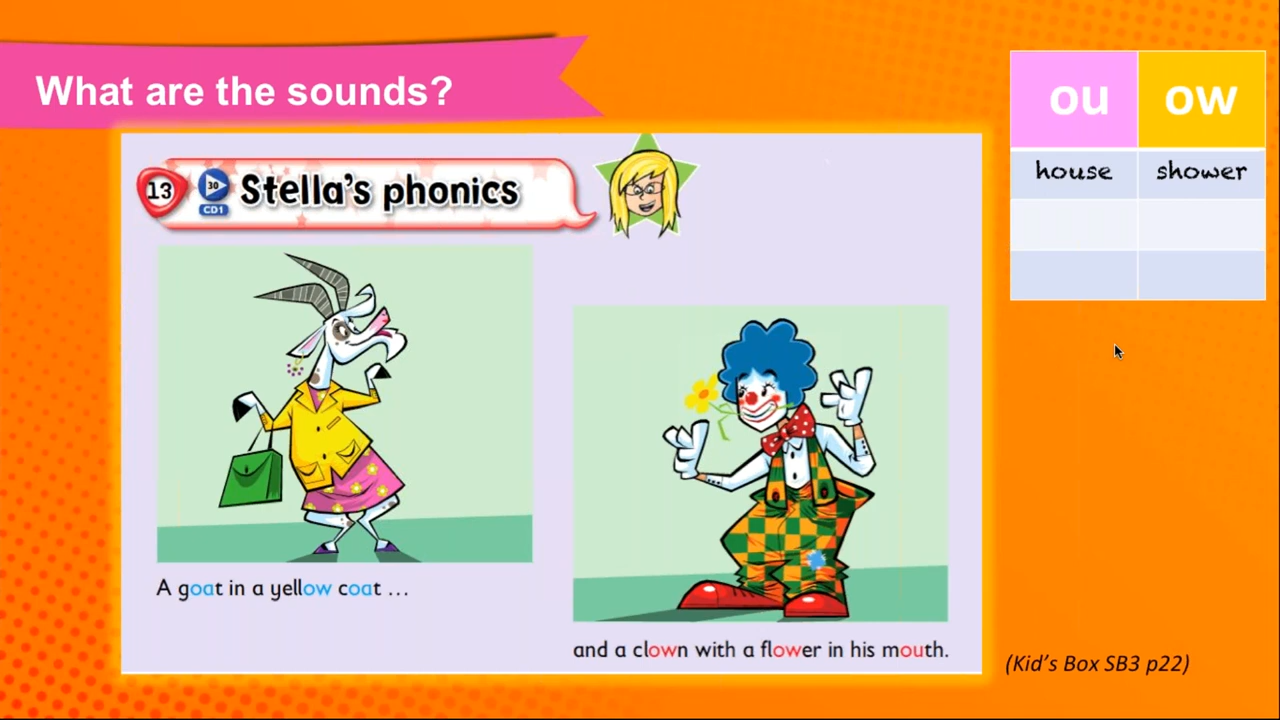 What are the sounds?
13 30 CD1 Stella's phonics
A goat in a yellow coat ...
and a clown with a flower in his mouth.
ou ow
house shower
(Kid's Box SB3 p22)